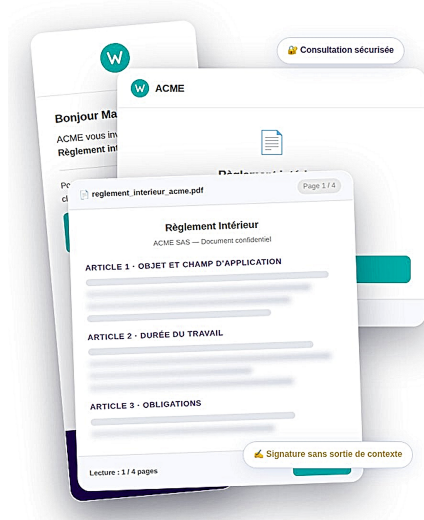 🔐 Consultation sécurisée
W
W ACME
Bonjour Ma
ACME vous inv
Règlement int
📄 reglement_interieur_acme.pdf
Page 1 / 4
Règlement Intérieur
ACME SAS — Document confidentiel
ARTICLE 1 · OBJET ET CHAMP D'APPLICATION
ARTICLE 2 · DURÉE DU TRAVAIL
ARTICLE 3 · OBLIGATIONS
✍️ Signature sans sortie de contexte
Lecture : 1 / 4 pages